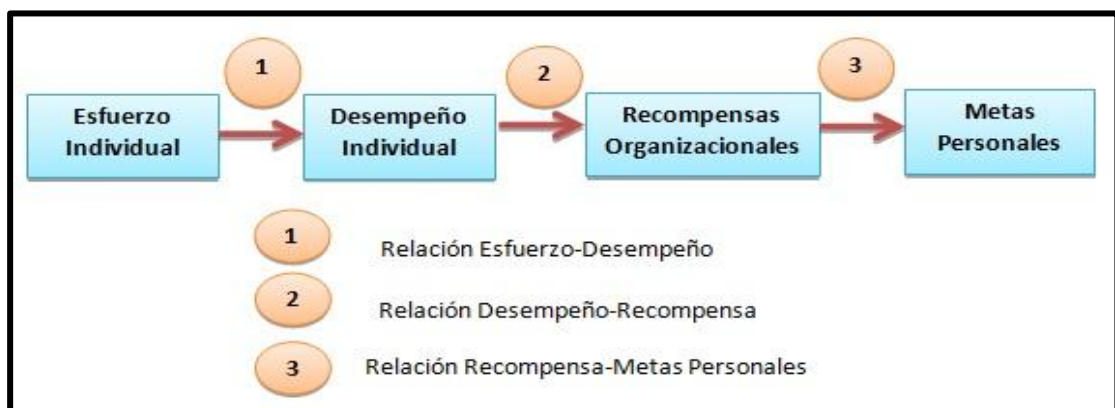 1
2
3
Esfuerzo
Individual
Desempeño
Individual
Recompensas
Organizacionales
Metas
Personales
1 Relación Esfuerzo-Desempeño
2 Relación Desempeño-Recompensa
3 Relación Recompensa-Metas Personales